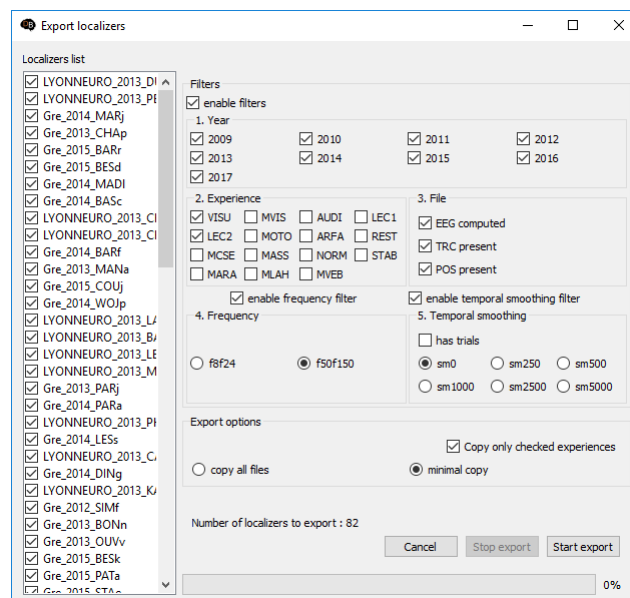 Export localizers
Localizers list
LYONNEURO_2013_DU
LYONNEURO_2013_PE
Gre_2014_MARj
Gre_2013_CHAp
Gre_2015_BARr
Gre_2015_BESd
Gre_2014_MADl
Gre_2014_BASc
LYONNEURO_2013_C
LYONNEURO_2013_C
Gre_2014_BARf
Gre_2013_MANa
Gre_2015_COUj
Gre_2014_WOJp
LYONNEURO_2013_LA
LYONNEURO_2013_BA
LYONNEURO_2013_LE
LYONNEURO_2013_M
Gre_2013_PARj
Gre_2014_PARa
LYONNEURO_2013_PH
Gre_2014_LESs
LYONNEURO_2013_CA
Gre_2014_DINg
LYONNEURO_2013_KA
Gre_2012_SIMf
Gre_2013_BONn
Gre_2013_OUVv
Gre_2015_BESk
Gre_2015_PATa
Filters
enable filters
1. Year
2009 2010 2011 2012
2013 2014 2015 2016
2017
2. Experience
VISU MVIS AUDI LEC1
LEC2 MOTO ARFA REST
MCSE MASS NORM STAB
MARA MLAH MVEB
3. File
EEG computed
TRC present
POS present
enable frequency filter
enable temporal smoothing filter
4. Frequency
f8f24 f50f150
5. Temporal smoothing
has trials
sm0 sm250 sm500
sm1000 sm2500 sm5000
Export options
Copy only checked experiences
copy all files minimal copy
Number of localizers to export : 82
Cancel Stop export Start export
0%